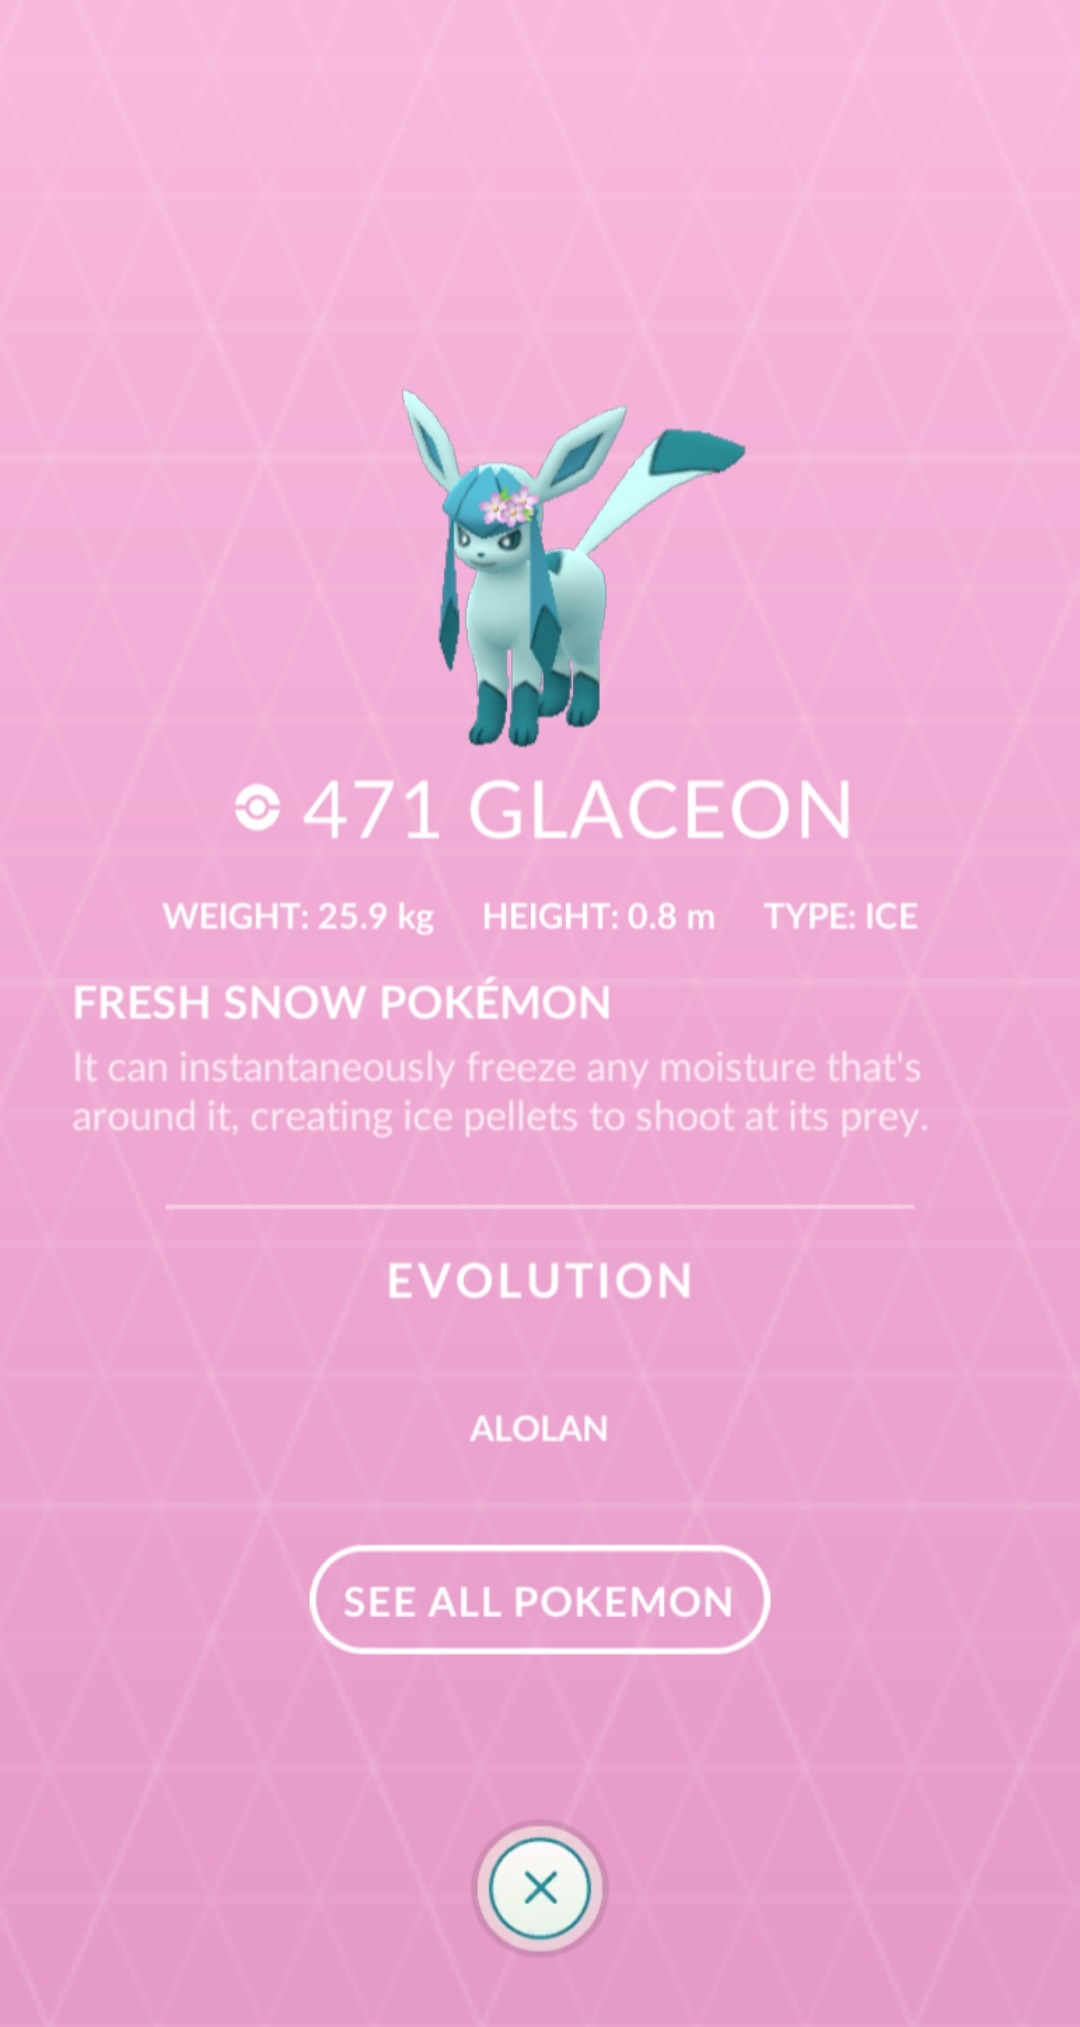 471 GLACEON
WEIGHT: 25.9 kg HEIGHT: 0.8 m TYPE: ICE
FRESH SNOW POKÉMON
It can instantaneously freeze any moisture that's
around it, creating ice pellets to shoot at its prey.
EVOLUTION
ALOLAN
SEE ALL POKEMON